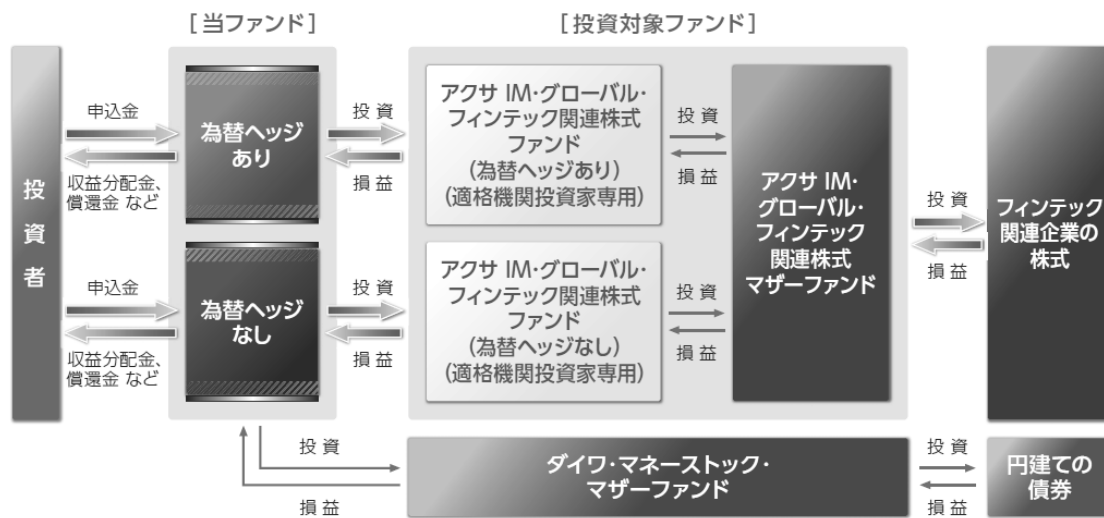 [当ファンド]
[投資対象ファンド]
投資者
申込金
収益分配金、
償還金 など
申込金
収益分配金、
償還金 など
為替ヘッジ
あり
為替ヘッジ
なし
投 資
損 益
投 資
損 益
アクサ IM・グローバル・
フィンテック関連株式
ファンド
(為替ヘッジあり)
(適格機関投資家専用)
アクサ IM・グローバル・
フィンテック関連株式
ファンド
(為替ヘッジなし)
(適格機関投資家専用)
投 資
損 益
投 資
損 益
アクサ IM・
グローバル・
フィンテック
関連株式
マザーファンド
投 資
損 益
フィンテック
関連企業の
株式
投 資
損 益
ダイワ・マネーストック・
マザーファンド
投 資
損 益
円建ての
債券